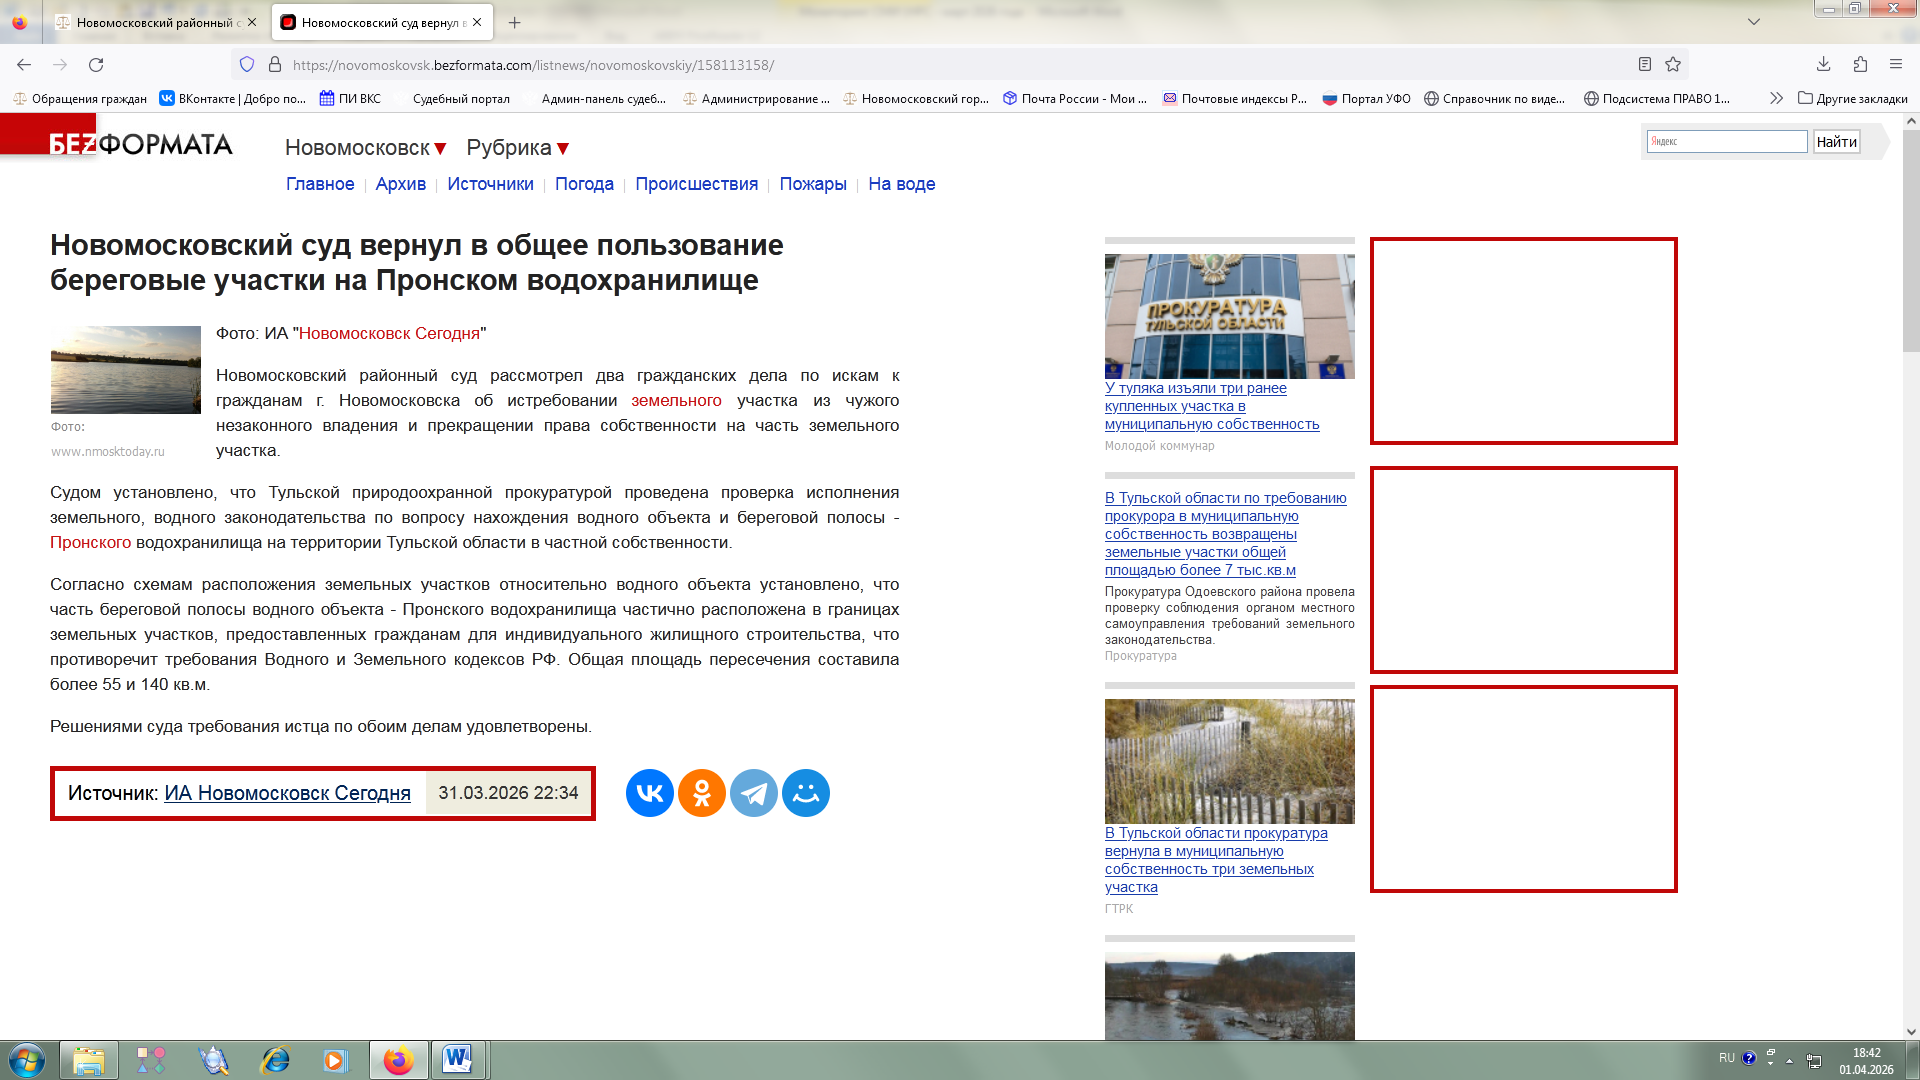 Новомосковский районный с
Новомосковский суд вернул в
https://novomoskovsk.bezformata.com/listnews/novomoskovskiy/158113158/
Обращения граждан
ВКонтакте | Добро по...
ПИ ВКС
Судебный портал
Админ-панель судеб...
Администрирование ...
Новомосковский гор...
Почта России - Мои ...
Почтовые индексы Р...
Портал УФО
Справочник по виде...
Подсистема ПРАВО 1...
Другие закладки
БЕZФОРМАТА
Новомосковск▼ Рубрика▼
Яндекс
Найти
Главное | Архив | Источники | Погода | Происшествия | Пожары | На воде
Новомосковский суд вернул в общее пользование
береговые участки на Пронском водохранилище
Фото: ИА "Новомосковск Сегодня"
Новомосковский районный суд рассмотрел два гражданских дела по искам к
гражданам г. Новомосковска об истребовании земельного участка из чужого
незаконного владения и прекращении права собственности на часть земельного
участка.
Фото:
www.nmosktoday.ru
Судом установлено, что Тульской природоохранной прокуратурой проведена проверка исполнения
земельного, водного законодательства по вопросу нахождения водного объекта и береговой полосы -
Пронского водохранилища на территории Тульской области в частной собственности.
Согласно схемам расположения земельных участков относительно водного объекта установлено, что
часть береговой полосы водного объекта - Пронского водохранилища частично расположена в границах
земельных участков, предоставленных гражданам для индивидуального жилищного строительства, что
противоречит требования Водного и Земельного кодексов РФ. Общая площадь пересечения составила
более 55 и 140 кв.м.
Решениями суда требования истца по обоим делам удовлетворены.
Источник: ИА Новомосковск Сегодня 31.03.2026 22:34
ПРОКУРАТУРА
ТУЛЬСКОЙ ОБЛАСТИ
У туляка изъяли три ранее
купленных участка в
муниципальную собственность
Молодой коммунар
В Тульской области по требованию
прокурора в муниципальную
собственность возвращены
земельные участки общей
площадью более 7 тыс.кв.м
Прокуратура Одоевского района провела
проверку соблюдения органом местного
самоуправления требований земельного
законодательства.
Прокуратура
В Тульской области прокуратура
вернула в муниципальную
собственность три земельных
участка
ГТРК
RU
18:42
01.04.2026